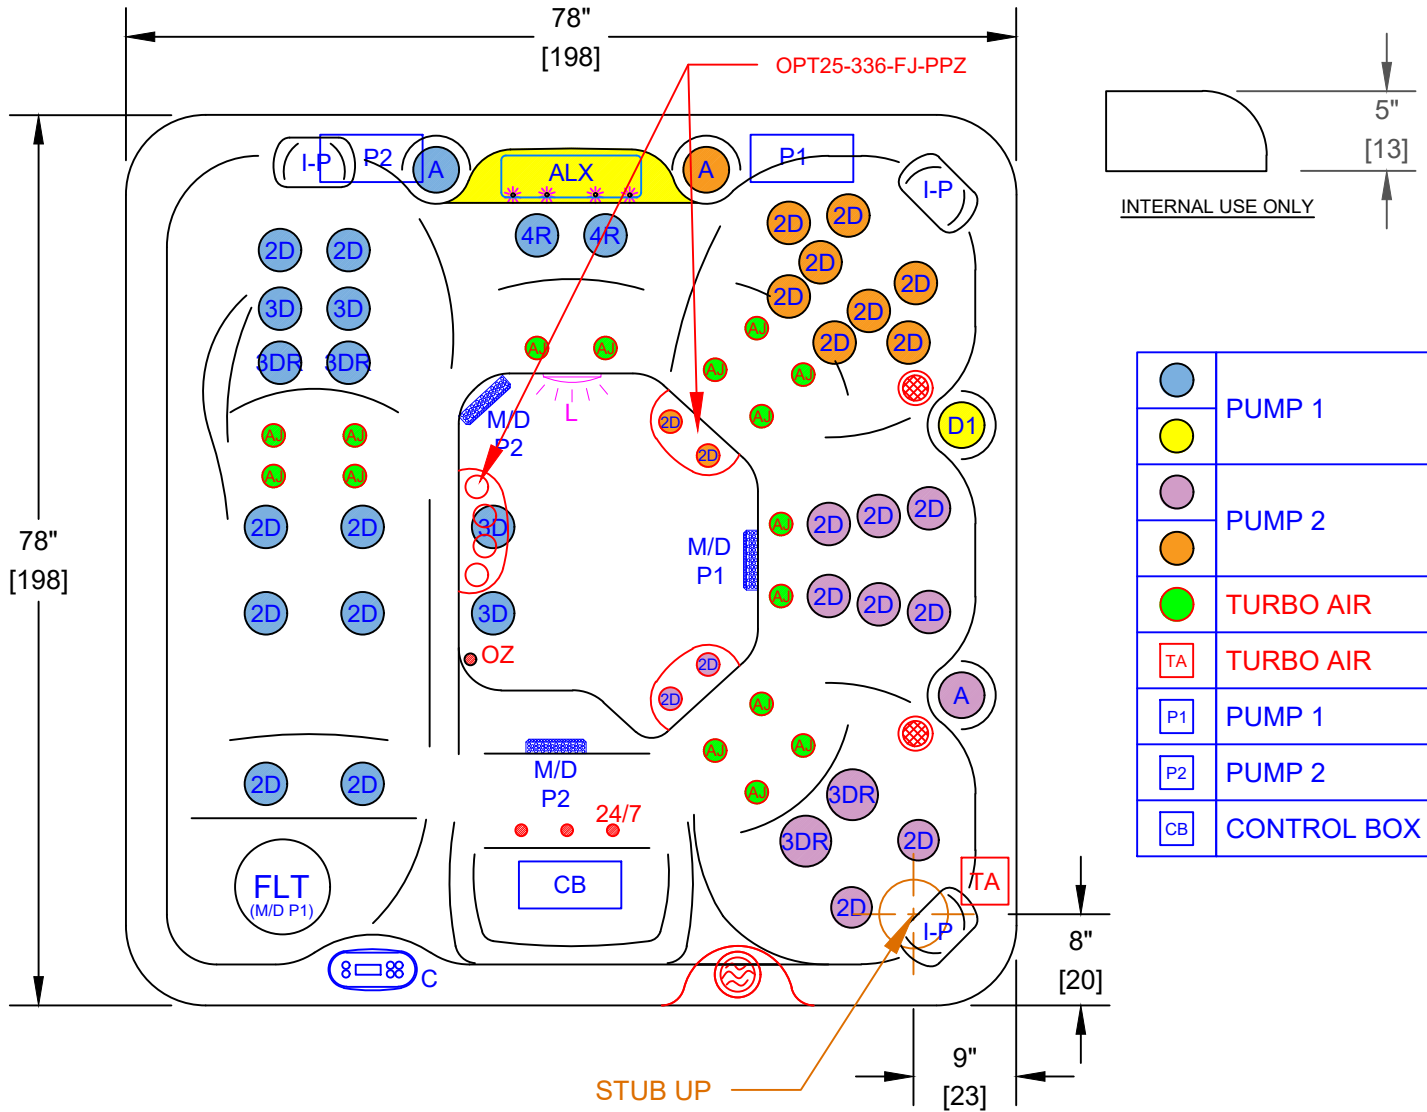 78"
[198]
OPT25-336-FJ-PPZ
5"
[13]
INTERNAL USE ONLY
I-P P2 A ALX A P1 I-P
4R 4R
2D 2D
3D 3D
3DR 3DR
2D 2D
2D 2D
2D 2D
2D 2D
AJ AJ
AJ
AJ AJ
AJ
L
M/D
P2
2D
2D
D1
AJ AJ
AJ AJ
2D 2D
3D
AJ 2D 2D 2D
M/D
P1
78"
[198]
2D 2D
3D
AJ 2D 2D 2D
OZ
2D
2D
A
AJ
AJ AJ
AJ
M/D
P2
2D 2D
24/7
3DR
3DR
2D
2D
FLT
(M/D P1)
CB
TA
I-P
C
8"
[20]
9"
[23]
STUB UP
PUMP 1
PUMP 2
TURBO AIR
TA TURBO AIR
P1 PUMP 1
P2 PUMP 2
CB CONTROL BOX